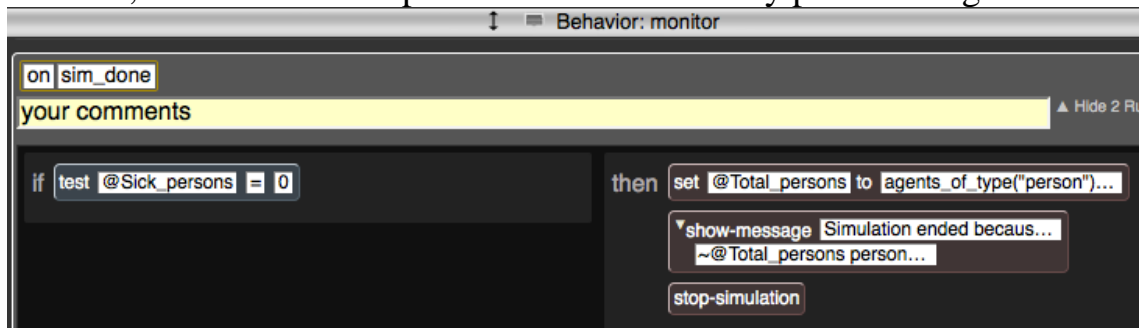 Behavior: monitor
on sim_done
your comments
▲ Hide 2 Ru
if test @Sick_persons = 0 then set @Total_persons to agents_of_type("person")...
show-message Simulation ended becaus...
~@Total_persons person...
stop-simulation